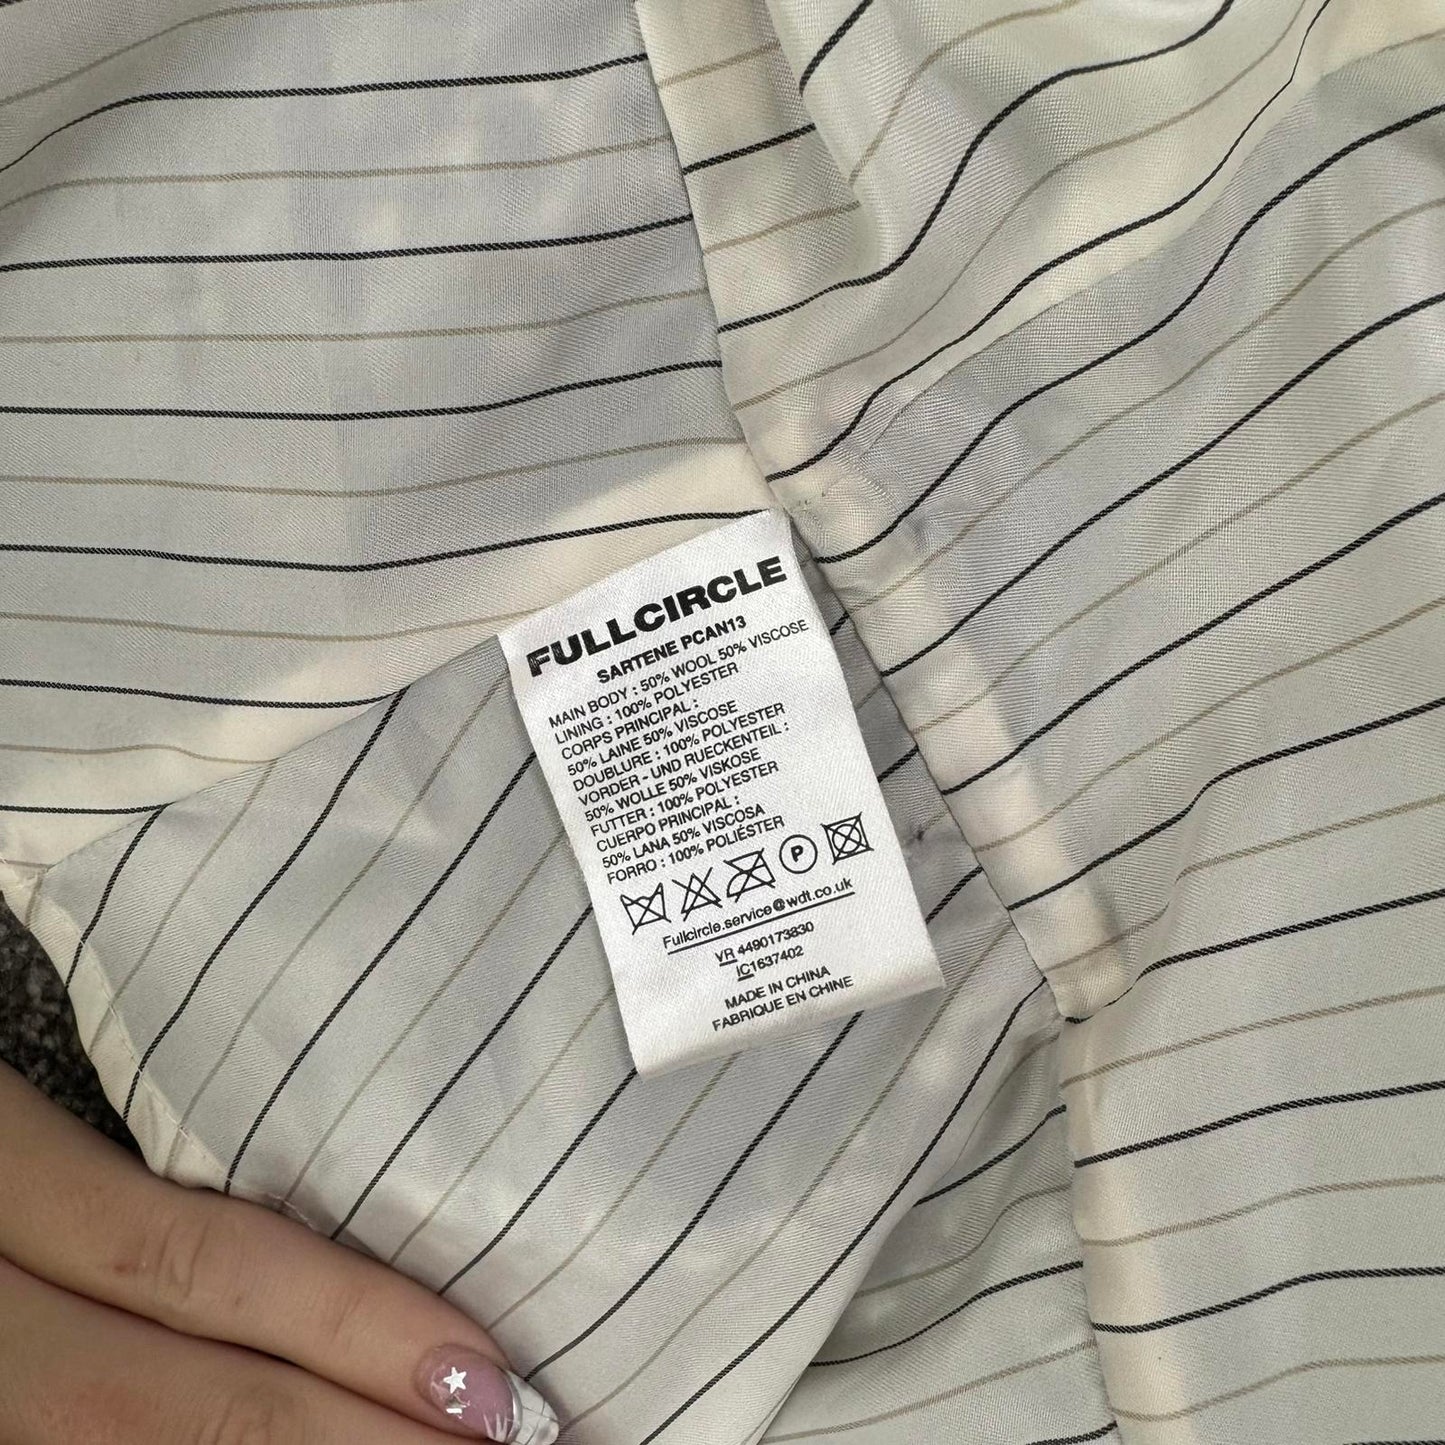 FULLCIRCLE
SARTENE PCAN13
MAIN BODY : 50% WOOL 50% VISCOSE
LINING : 100% POLYESTER
CORPS PRINCIPAL :
50% LAINE 50% VISCOSE
DOUBLURE : 100% POLYESTER
VORDER - UND RUECKENTEIL :
50% WOLLE 50% VISKOSE
FUTTER : 100% POLYESTER
CUERPO PRINCIPAL :
50% LANA 50% VISCOSA
FORRO : 100% POLIÉSTER
P
Fullcircle.service@wdt.co.uk
VR 4490173830
IC1637402
MADE IN CHINA
FABRIQUE EN CHINE